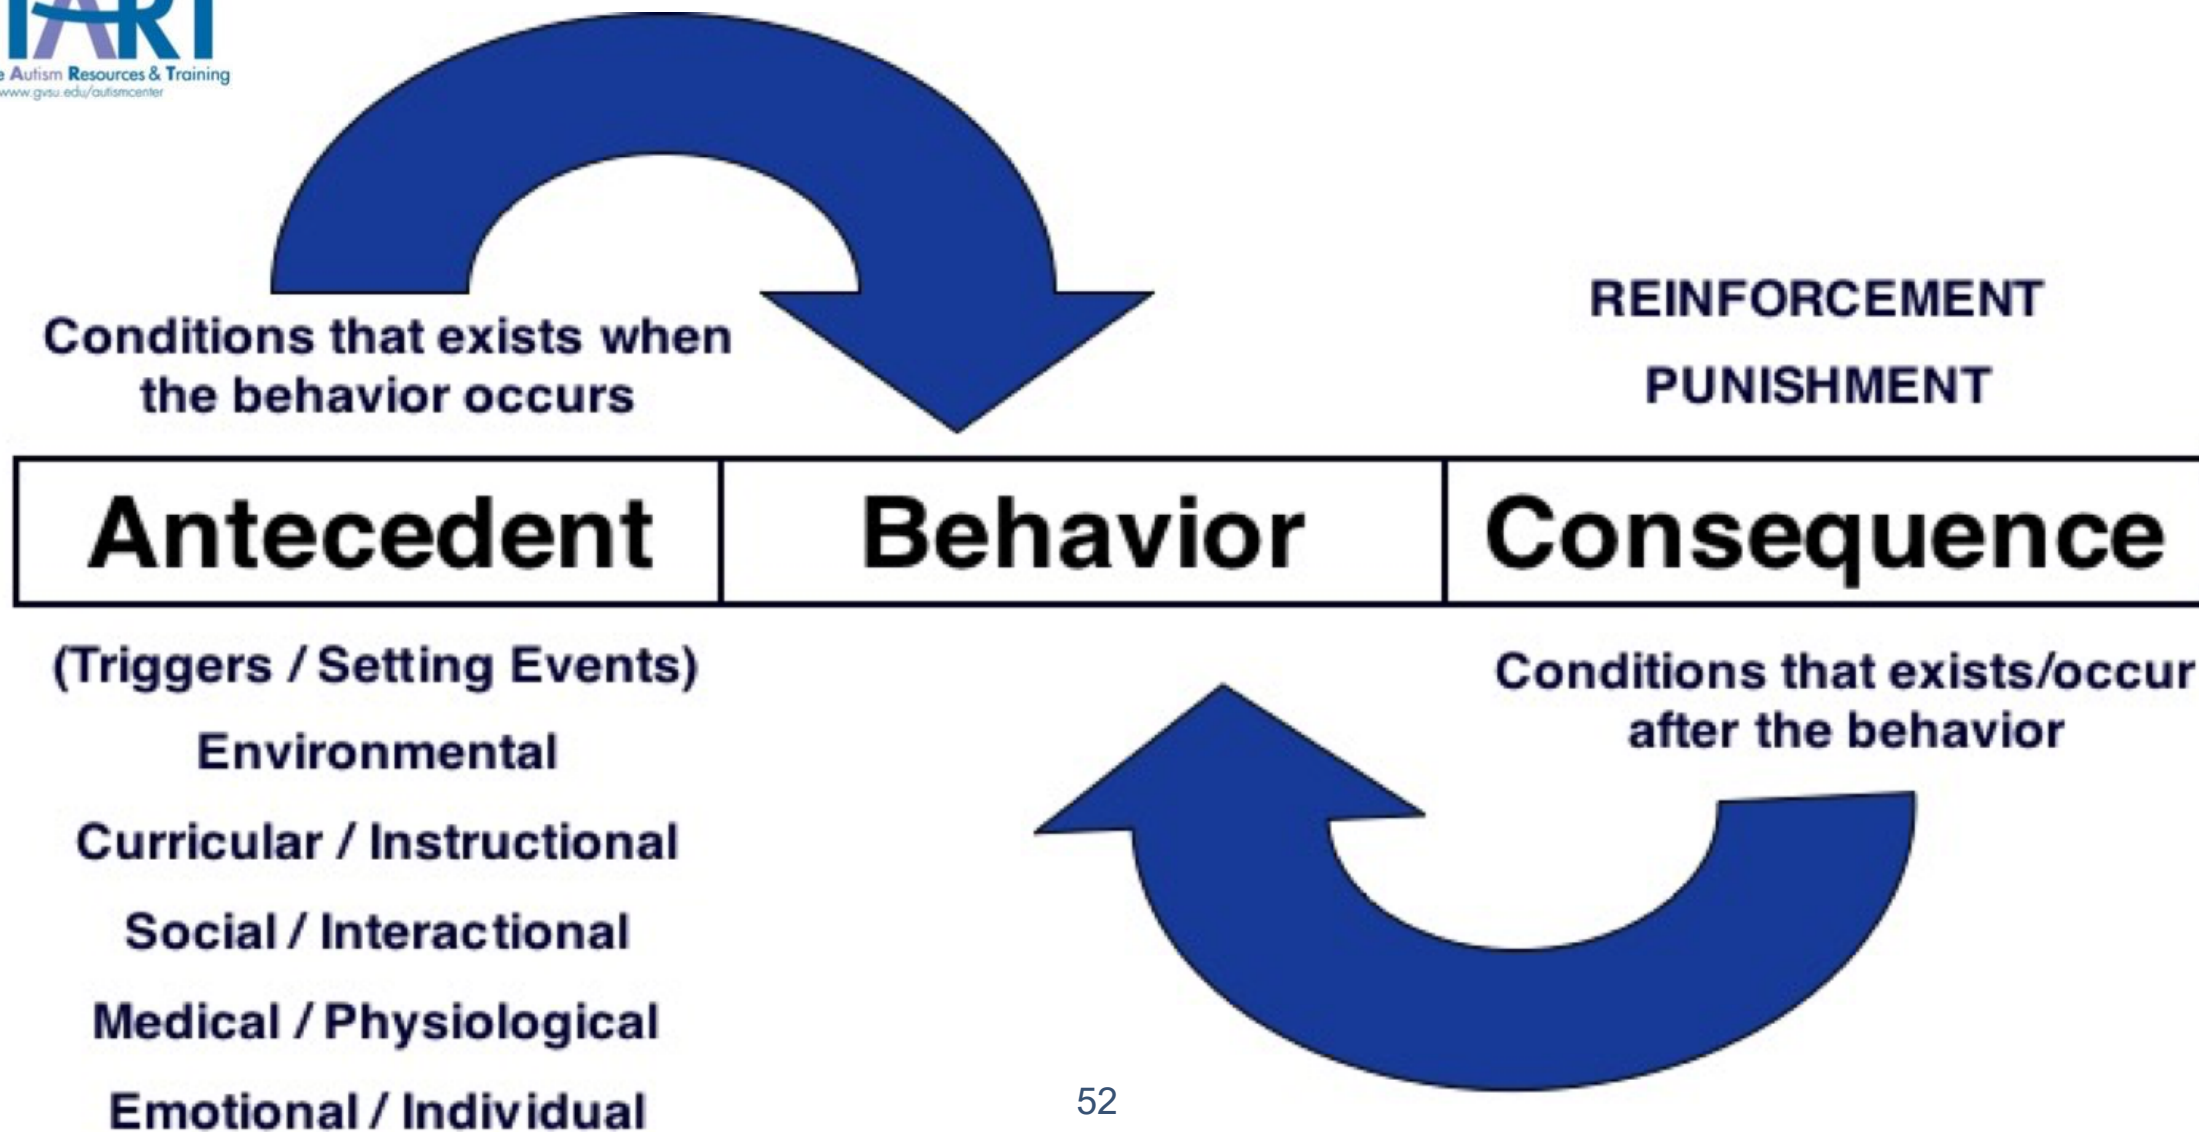 Autism Resources & Training
www.gvsu.edu/autismcenter
Conditions that exists when
the behavior occurs
REINFORCEMENT
PUNISHMENT
Antecedent
Behavior
Consequence
(Triggers / Setting Events)
Environmental
Curricular / Instructional
Social / Interactional
Medical / Physiological
Emotional / Individual
Conditions that exists/occur
after the behavior
52